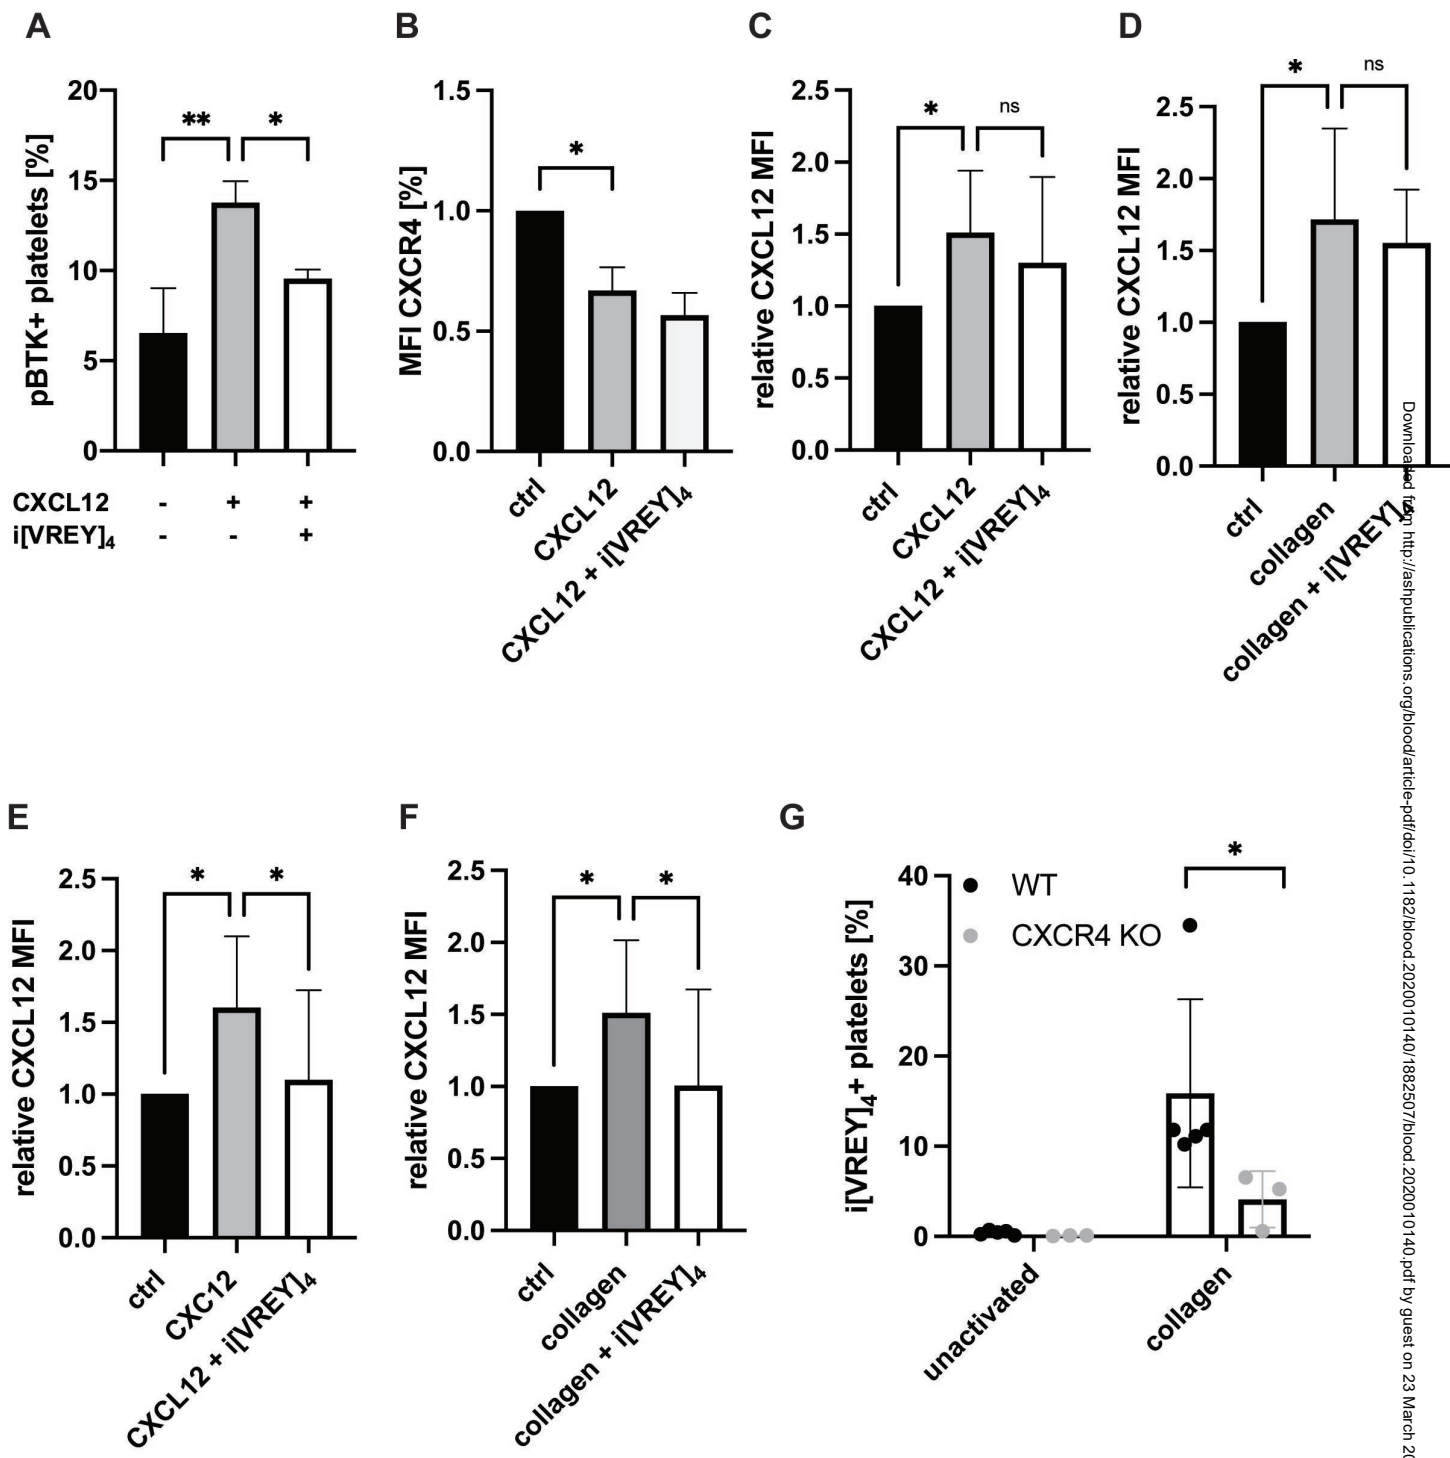 A
B
C
D
pBTK+ platelets [%]
20
15
10
5
0
**
*
CXCL12 - + +
i[VREY]4 - - +
MFI CXCR4 [%]
1.5
1.0
0.5
0.0
*
ctrl
CXCL12
CXCL12 + i[VREY]4
relative CXCL12 MFI
2.5
2.0
1.5
1.0
0.5
0.0
*
ns
ctrl
CXCL12
CXCL12 + i[VREY]4
relative CXCL12 MFI
2.5
2.0
1.5
1.0
0.5
0.0
*
ns
ctrl
collagen
collagen + i[VREY]4
E
F
G
relative CXCL12 MFI
2.5
2.0
1.5
1.0
0.5
0.0
*
*
ctrl
CXC12
CXCL12 + i[VREY]4
relative CXCL12 MFI
2.5
2.0
1.5
1.0
0.5
0.0
*
*
ctrl
collagen
collagen + i[VREY]4
i[VREY]4+ platelets [%]
40
30
20
10
0
WT
CXCR4 KO
*
unactivated
collagen
Downloaded from http://ashpublications.org/blood/article-pdf/doi/10.1182/blood.2020010140/1882507/blood.2020010140.pdf by guest on 23 March